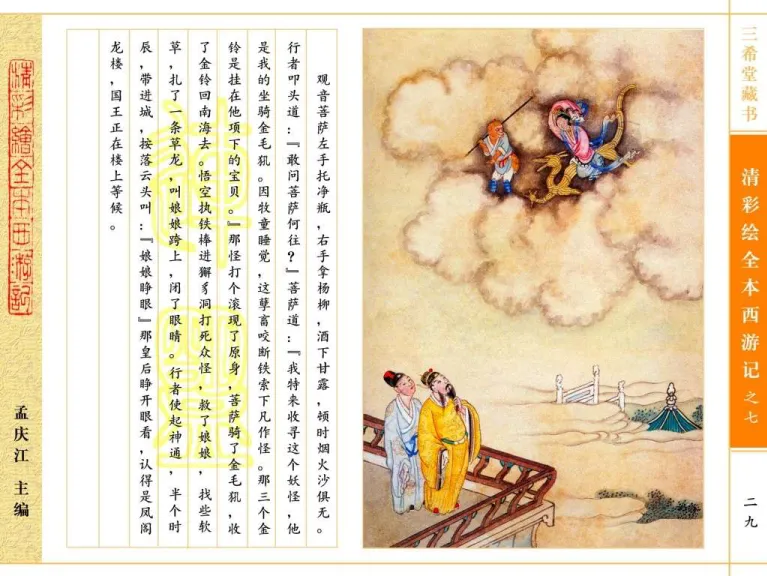 三希堂藏书
清彩绘全本西游记之七
二九
观音菩萨左手托净瓶，右手拿杨柳，洒下甘露，顿时烟火沙俱无。
行者叩头道：『敢问菩萨何往？』菩萨道：『我特来收寻这个妖怪，他
是我的坐骑金毛犼。因牧童睡觉，这孽畜咬断铁索下凡作怪。那三个金
铃是挂在他项下的宝贝。』那怪打个滚现了原身，菩萨骑了金毛犼，收
了金铃回南海去。悟空执铁棒进獬豸洞打死众怪，救了娘娘，找些软
草，扎了一条草龙，叫娘娘跨上，闭了眼睛。行者使起神通，半个时
辰，带进城，按落云头叫：『娘娘睁眼』那皇后睁开眼看，认得是凤阁
龙楼，国王正在楼上等候。
清彩绘全本西游记
孟庆江 主编